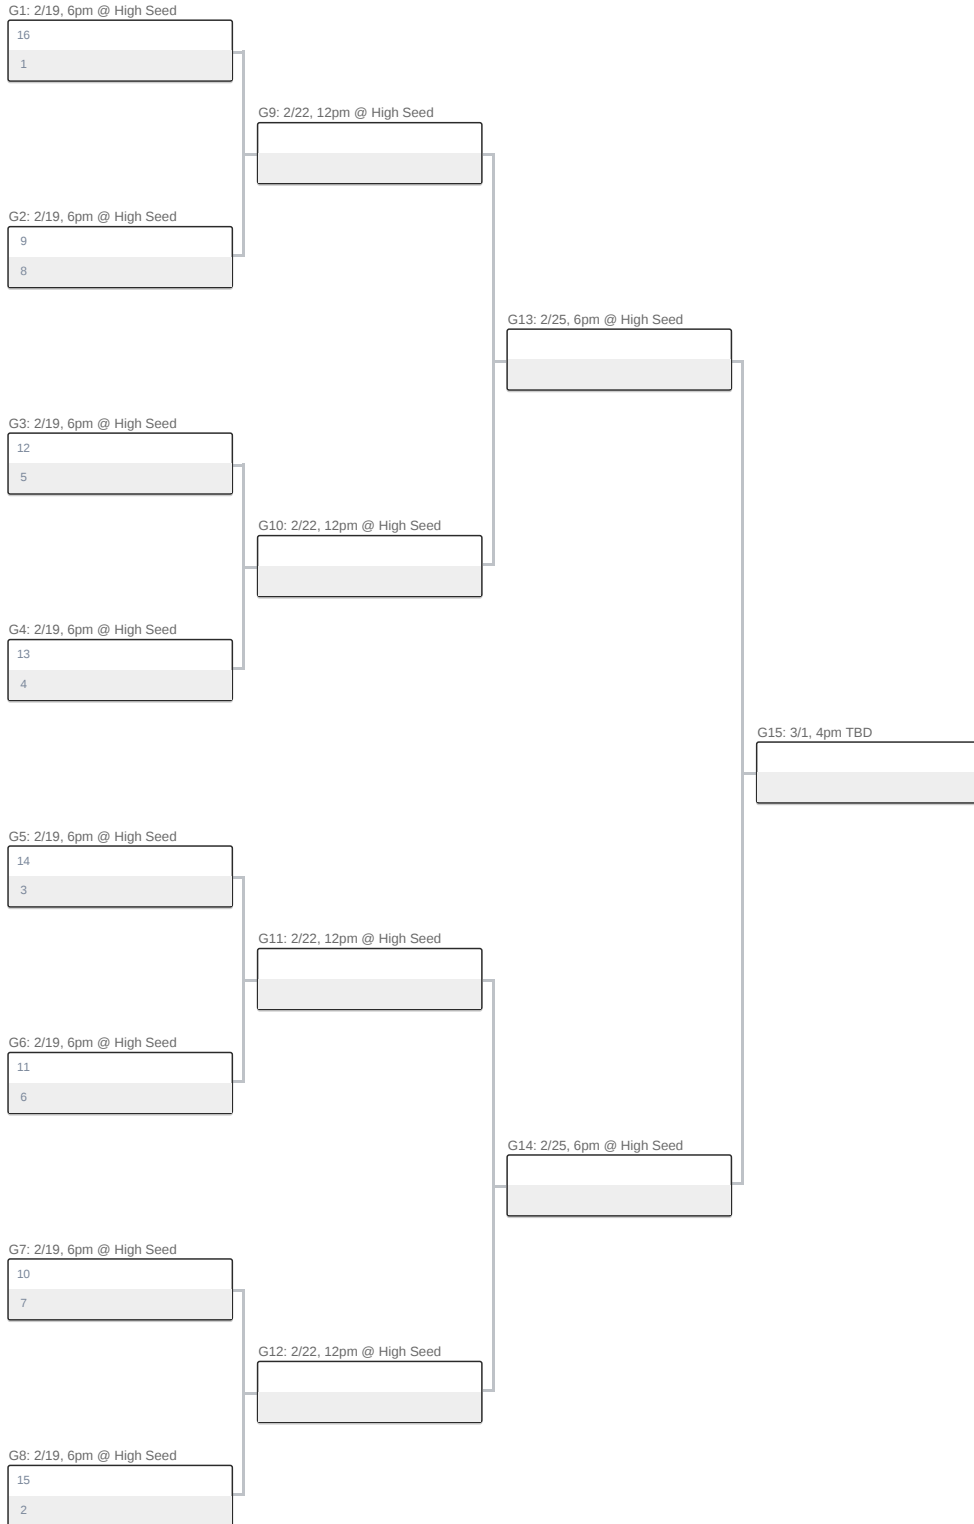 G1: 2/19, 6pm @ High Seed
16
1
G9: 2/22, 12pm @ High Seed
G2: 2/19, 6pm @ High Seed
9
8
G13: 2/25, 6pm @ High Seed
G3: 2/19, 6pm @ High Seed
12
5
G10: 2/22, 12pm @ High Seed
G4: 2/19, 6pm @ High Seed
13
4
G15: 3/1, 4pm TBD
G5: 2/19, 6pm @ High Seed
14
3
G11: 2/22, 12pm @ High Seed
G6: 2/19, 6pm @ High Seed
11
6
G14: 2/25, 6pm @ High Seed
G7: 2/19, 6pm @ High Seed
10
7
G12: 2/22, 12pm @ High Seed
G8: 2/19, 6pm @ High Seed
15
2